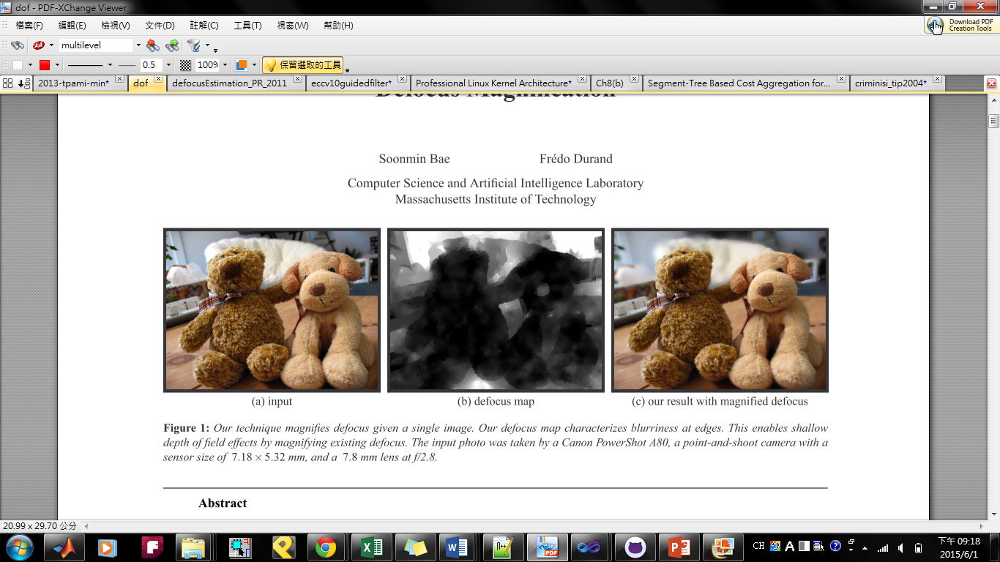 dof - PDF-XChange Viewer
檔案(F) 編輯(E) 檢視(V) 文件(D) 註解(C) 工具(T) 視窗(W) 幫助(H)
Download PDF
Creation Tools
multilevel
0.5 100% 保留選取的工具
2013-tpami-min* dof defocusEstimation_PR_2011 eccv10guidedfilter* Professional Linux Kernel Architecture* Ch8(b) Segment-Tree Based Cost Aggregation for... criminisi_tip2004*
Defocus Magnification
Soonmin Bae Frédo Durand
Computer Science and Artificial Intelligence Laboratory
Massachusetts Institute of Technology
(a) input (b) defocus map (c) our result with magnified defocus
Figure 1: Our technique magnifies defocus given a single image. Our defocus map characterizes blurriness at edges. This enables shallow
depth of field effects by magnifying existing defocus. The input photo was taken by a Canon PowerShot A80, a point-and-shoot camera with a
sensor size of 7.18 × 5.32 mm, and a 7.8 mm lens at f/2.8.
Abstract
20.99 x 29.70 公分
CH 下午 09:18
2015/6/1